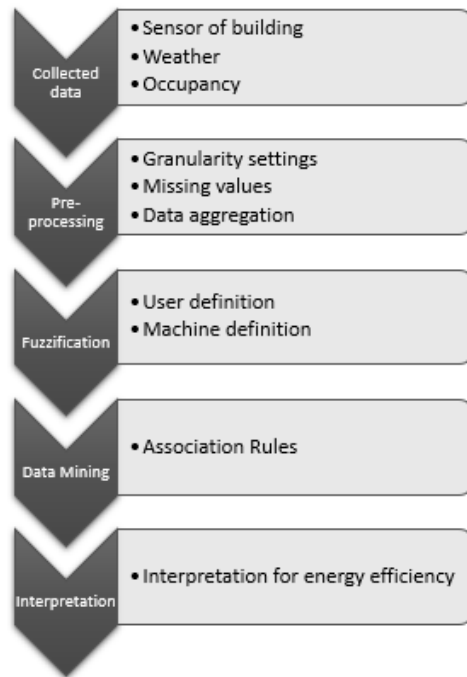 Collected
data
• Sensor of building
• Weather
• Occupancy
Pre-
processing
• Granularity settings
• Missing values
• Data aggregation
Fuzzification
• User definition
• Machine definition
Data Mining
• Association Rules
Interpretation
• Interpretation for energy efficiency